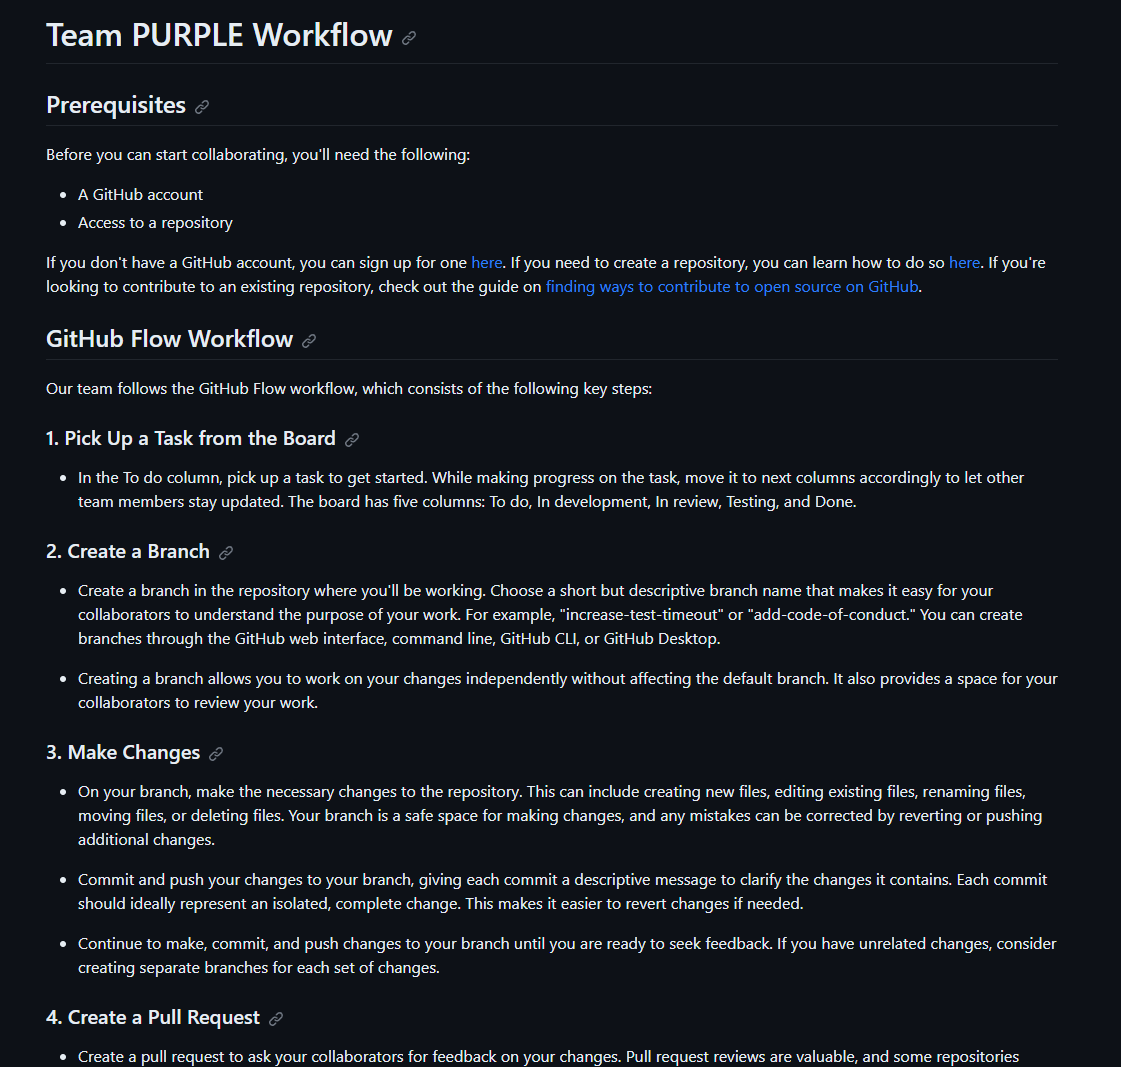 Team PURPLE Workflow
Prerequisites
Before you can start collaborating, you'll need the following:
• A GitHub account
• Access to a repository
If you don't have a GitHub account, you can sign up for one here. If you need to create a repository, you can learn how to do so here. If you're
looking to contribute to an existing repository, check out the guide on finding ways to contribute to open source on GitHub.
GitHub Flow Workflow
Our team follows the GitHub Flow workflow, which consists of the following key steps:
1. Pick Up a Task from the Board
• In the To do column, pick up a task to get started. While making progress on the task, move it to next columns accordingly to let other
team members stay updated. The board has five columns: To do, In development, In review, Testing, and Done.
2. Create a Branch
• Create a branch in the repository where you'll be working. Choose a short but descriptive branch name that makes it easy for your
collaborators to understand the purpose of your work. For example, "increase-test-timeout" or "add-code-of-conduct." You can create
branches through the GitHub web interface, command line, GitHub CLI, or GitHub Desktop.
• Creating a branch allows you to work on your changes independently without affecting the default branch. It also provides a space for your
collaborators to review your work.
3. Make Changes
• On your branch, make the necessary changes to the repository. This can include creating new files, editing existing files, renaming files,
moving files, or deleting files. Your branch is a safe space for making changes, and any mistakes can be corrected by reverting or pushing
additional changes.
• Commit and push your changes to your branch, giving each commit a descriptive message to clarify the changes it contains. Each commit
should ideally represent an isolated, complete change. This makes it easier to revert changes if needed.
• Continue to make, commit, and push changes to your branch until you are ready to seek feedback. If you have unrelated changes, consider
creating separate branches for each set of changes.
4. Create a Pull Request
• Create a pull request to ask your collaborators for feedback on your changes. Pull request reviews are valuable, and some repositories